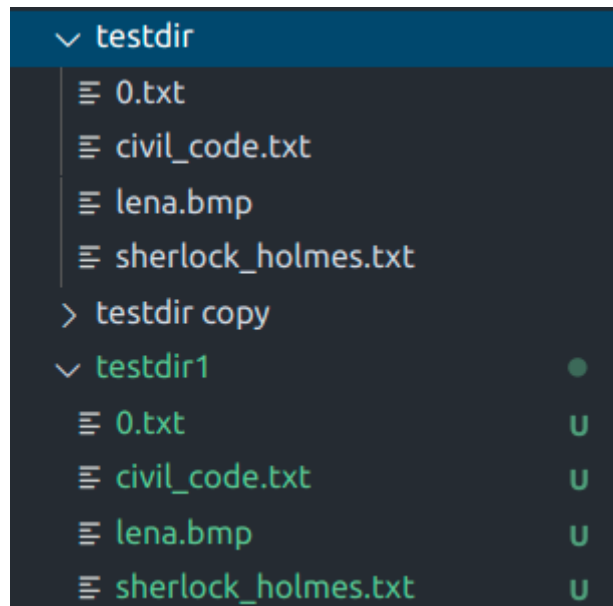 testdir
0.txt
civil_code.txt
lena.bmp
sherlock_holmes.txt
testdir copy
testdir1
0.txt U
civil_code.txt U
lena.bmp U
sherlock_holmes.txt U